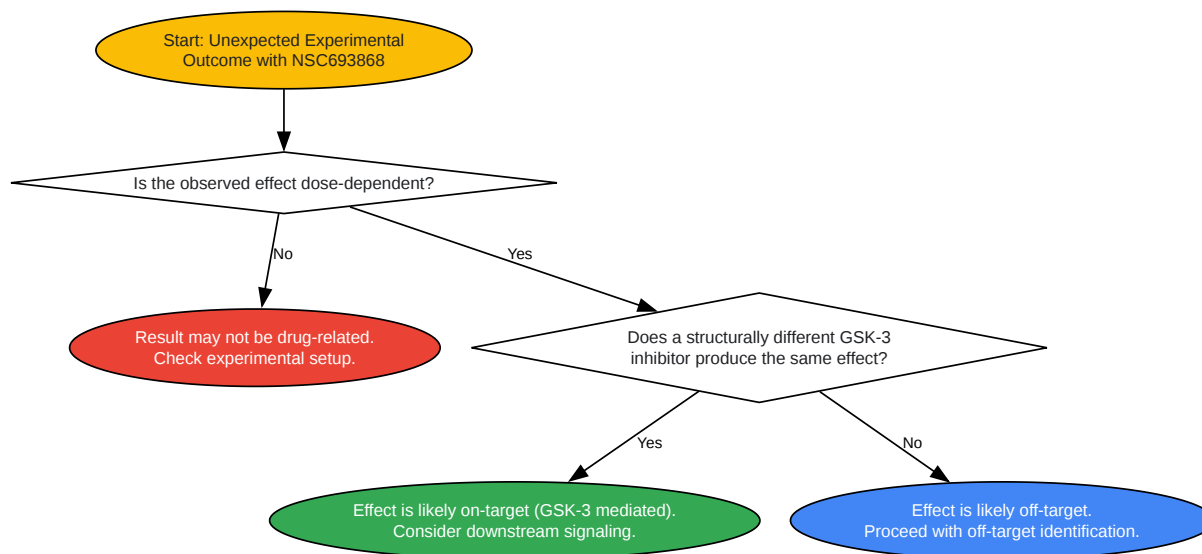 Start: Unexpected Experimental
Outcome with NSC693868
Is the observed effect dose-dependent?
No
Yes
Result may not be drug-related.
Check experimental setup.
Does a structurally different GSK-3
inhibitor produce the same effect?
Yes
No
Effect is likely on-target (GSK-3 mediated).
Consider downstream signaling.
Effect is likely off-target.
Proceed with off-target identification.